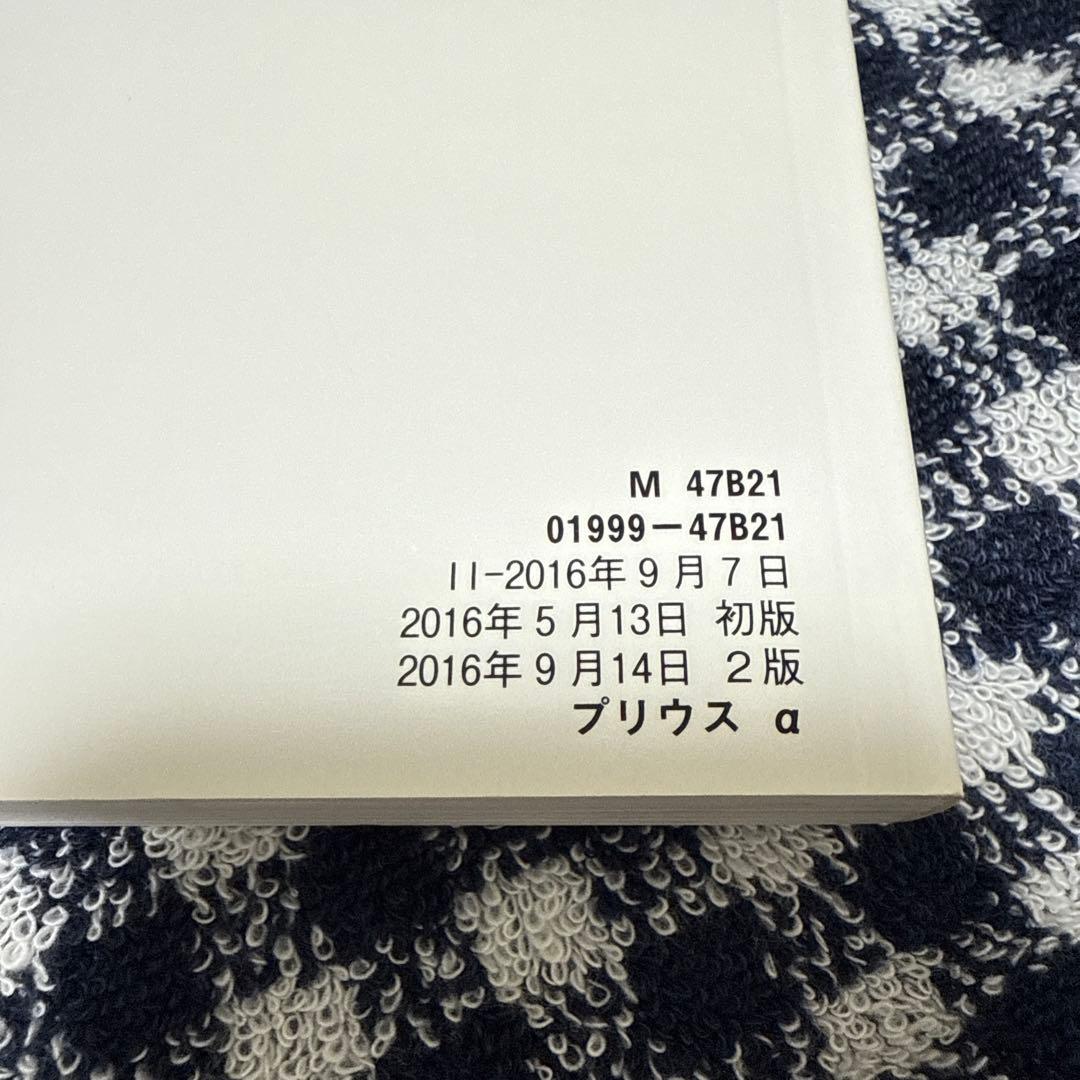 M 47B21
01999-47B21
II-2016年9月7日
2016年5月13日 初版
2016年9月14日 2版
プリウス α